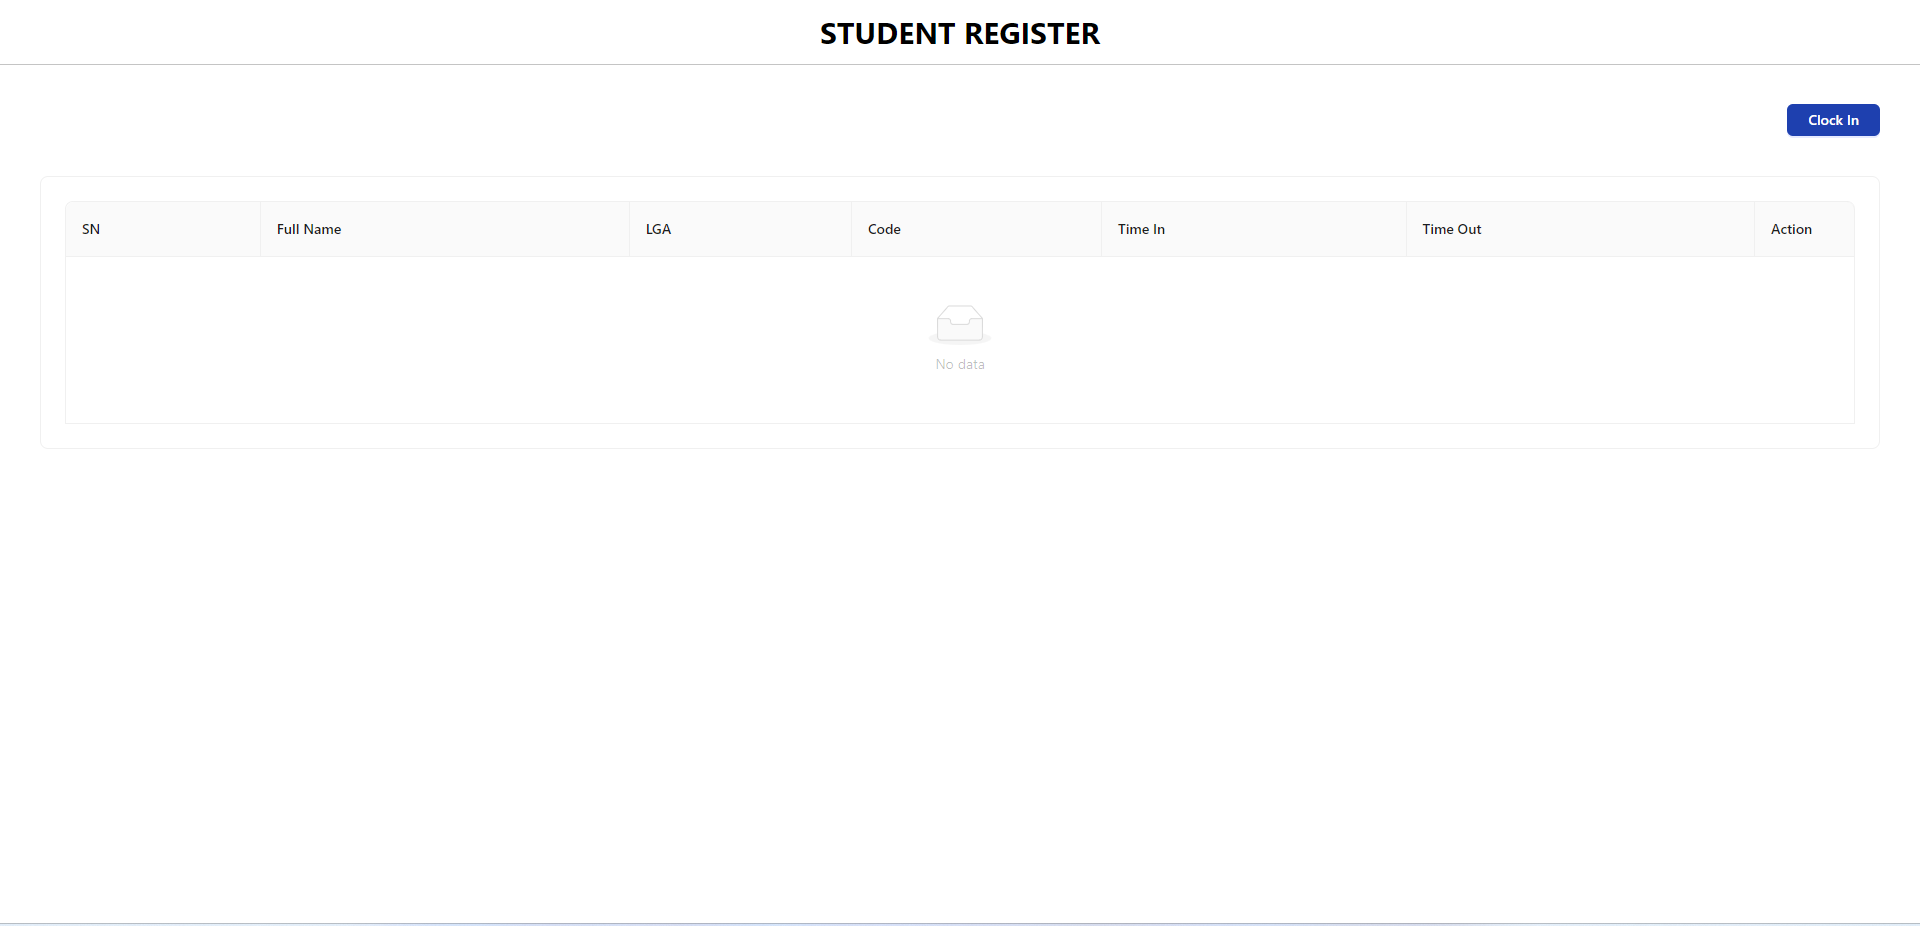 STUDENT REGISTER
Clock In
SN Full Name LGA Code Time In Time Out Action
No data